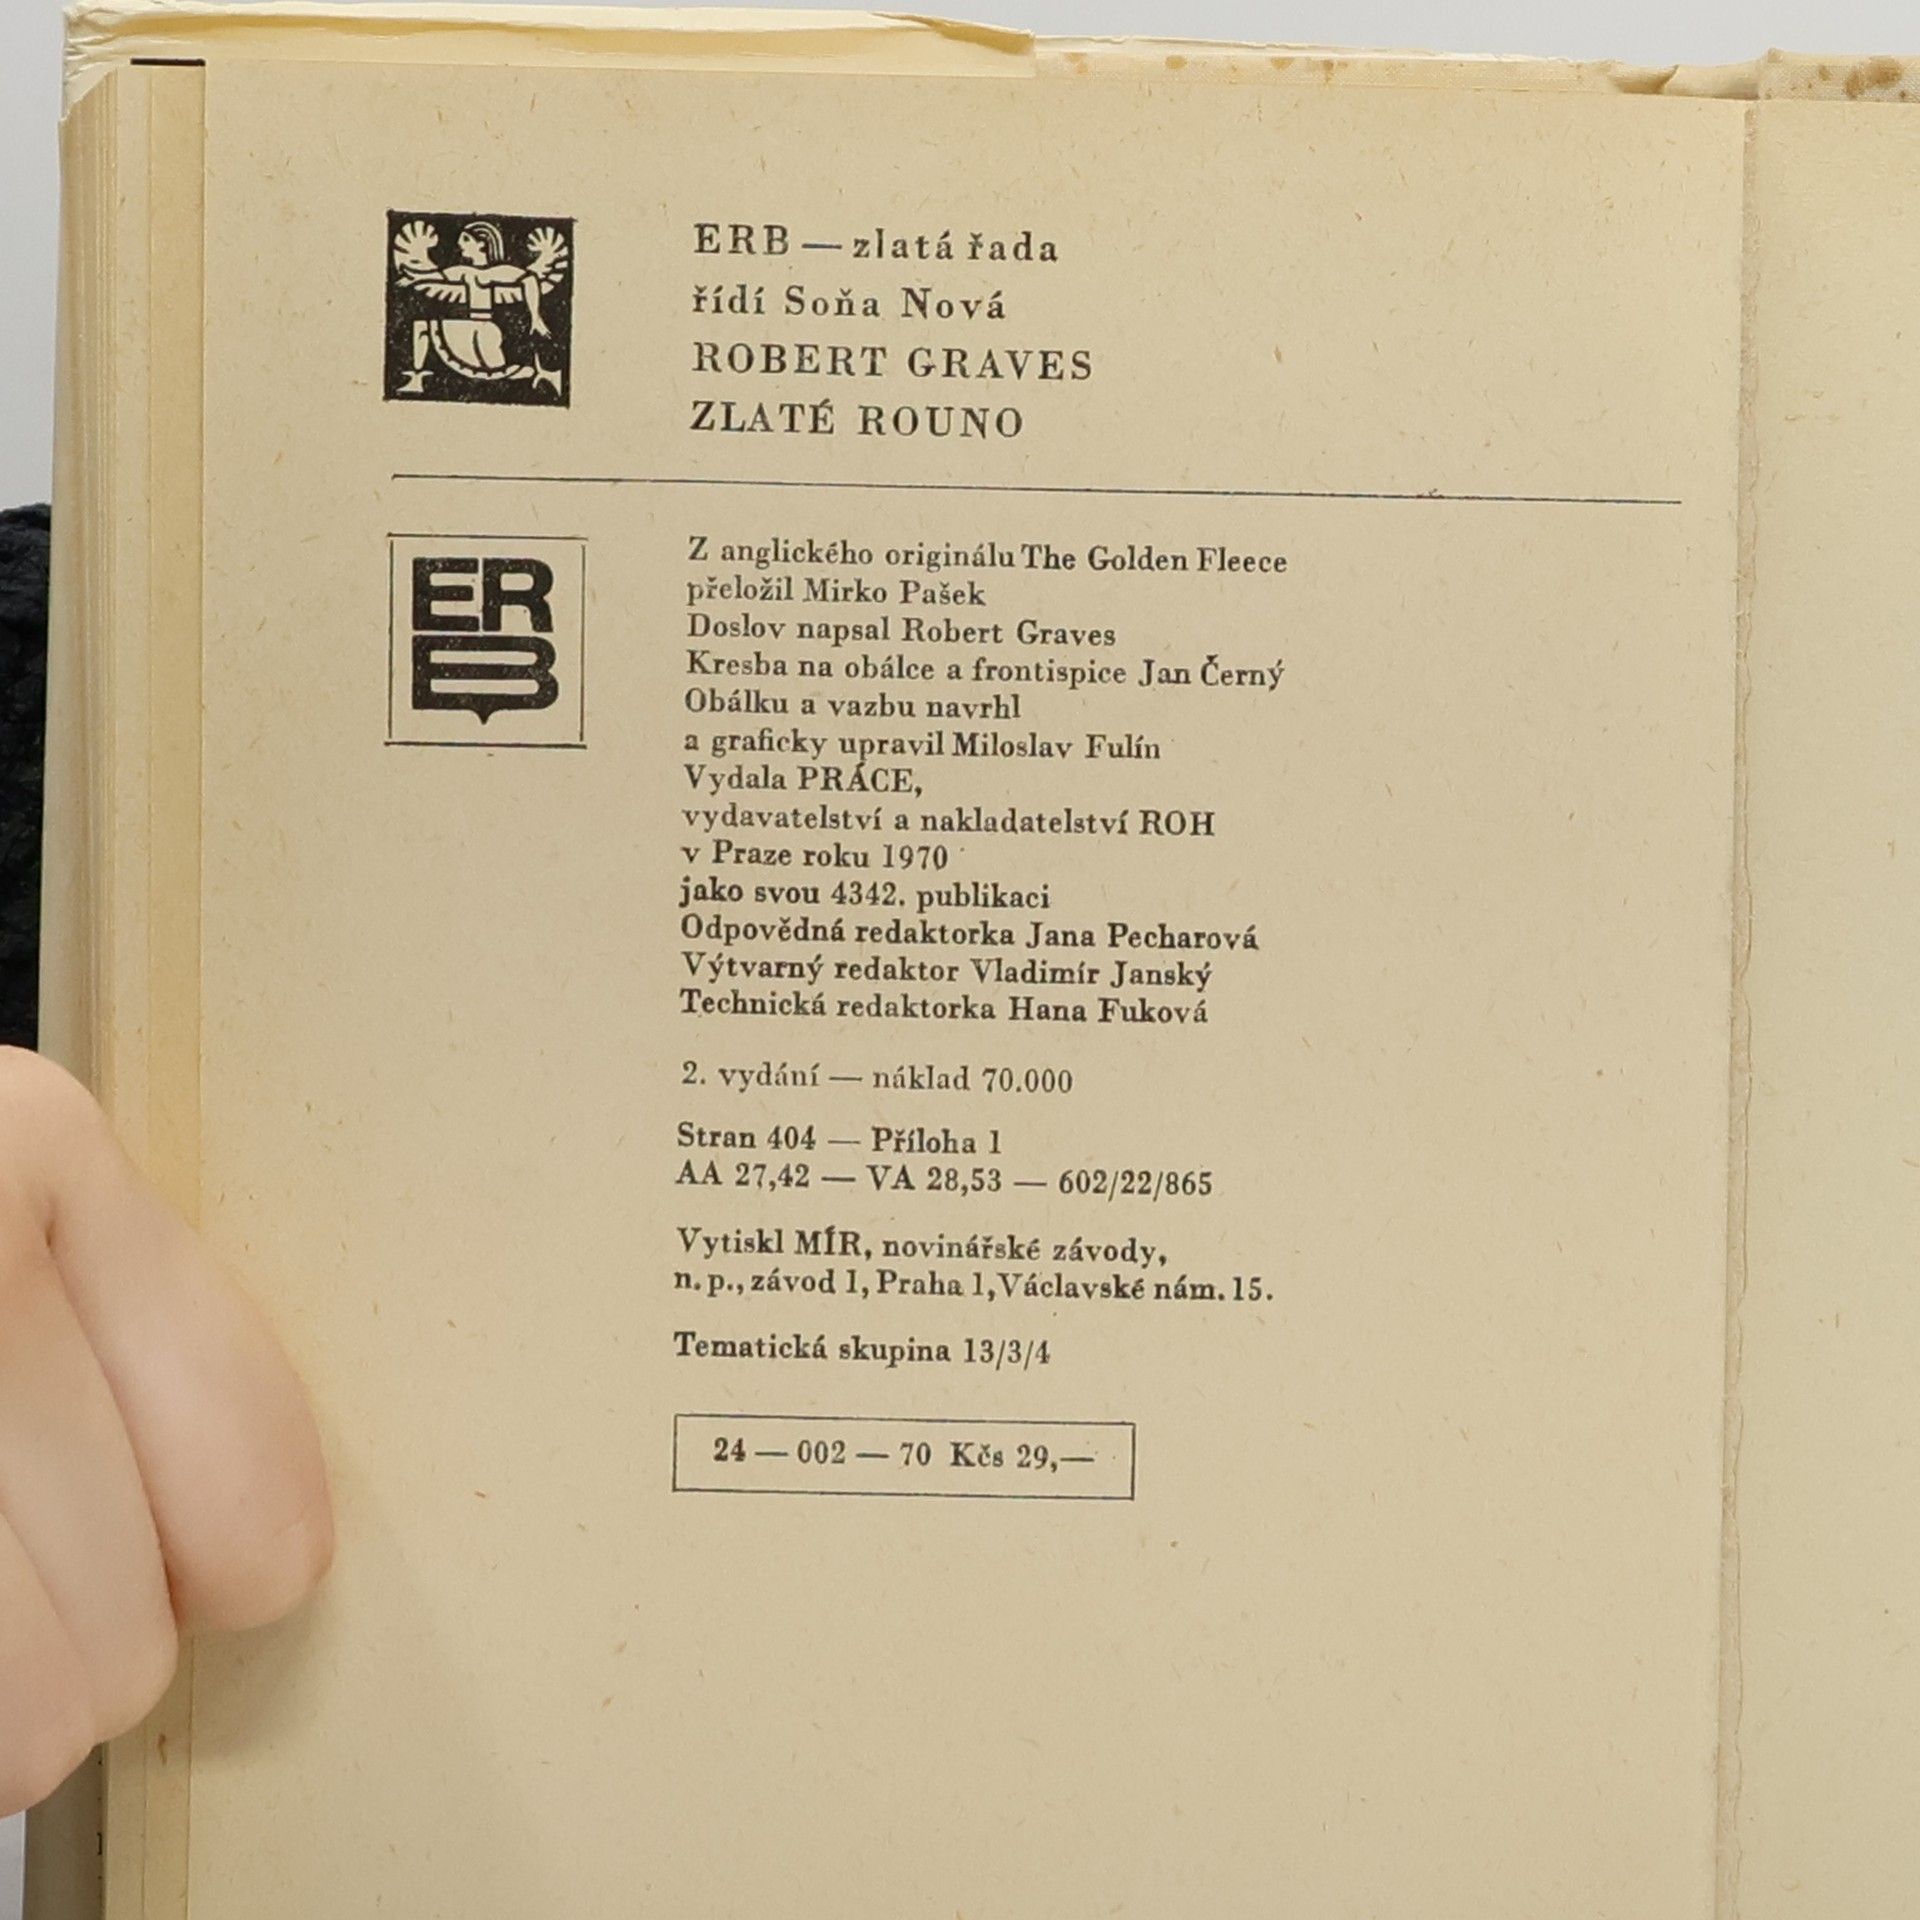 ERB — zlatá řada
řídí Soňa Nová
ROBERT GRAVES
ZLATÉ ROUNO
ERB
Z anglického originálu The Golden Fleece
přeložil Mirko Pašek
Doslov napsal Robert Graves
Kresba na obálce a frontispice Jan Černý
Obálku a vazbu navrhl
a graficky upravil Miloslav Fulín
Vydala PRÁCE,
vydavatelství a nakladatelství ROH
v Praze roku 1970
jako svou 4342. publikaci
Odpovědná redaktorka Jana Pecharová
Výtvarný redaktor Vladimír Janský
Technická redaktorka Hana Fuková
2. vydání — náklad 70.000
Stran 404 — Příloha 1
AA 27,42 — VA 28,53 — 602/22/865
Vytiskl MÍR, novinářské závody,
n. p., závod 1, Praha 1, Václavské nám. 15.
Tematická skupina 13/3/4
24 — 002 — 70 Kčs 29,—